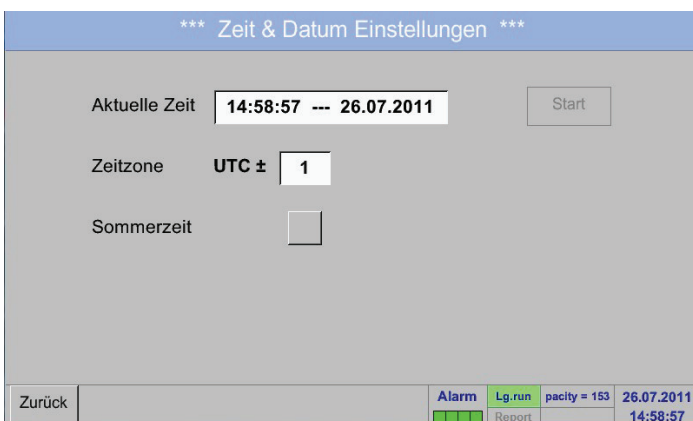 *** Zeit & Datum Einstellungen ***
Aktuelle Zeit 14:58:57 --- 26.07.2011 Start
Zeitzone UTC ± 1
Sommerzeit
Zurück Alarm Lg.run pacity = 153 26.07.2011
Report 14:58:57